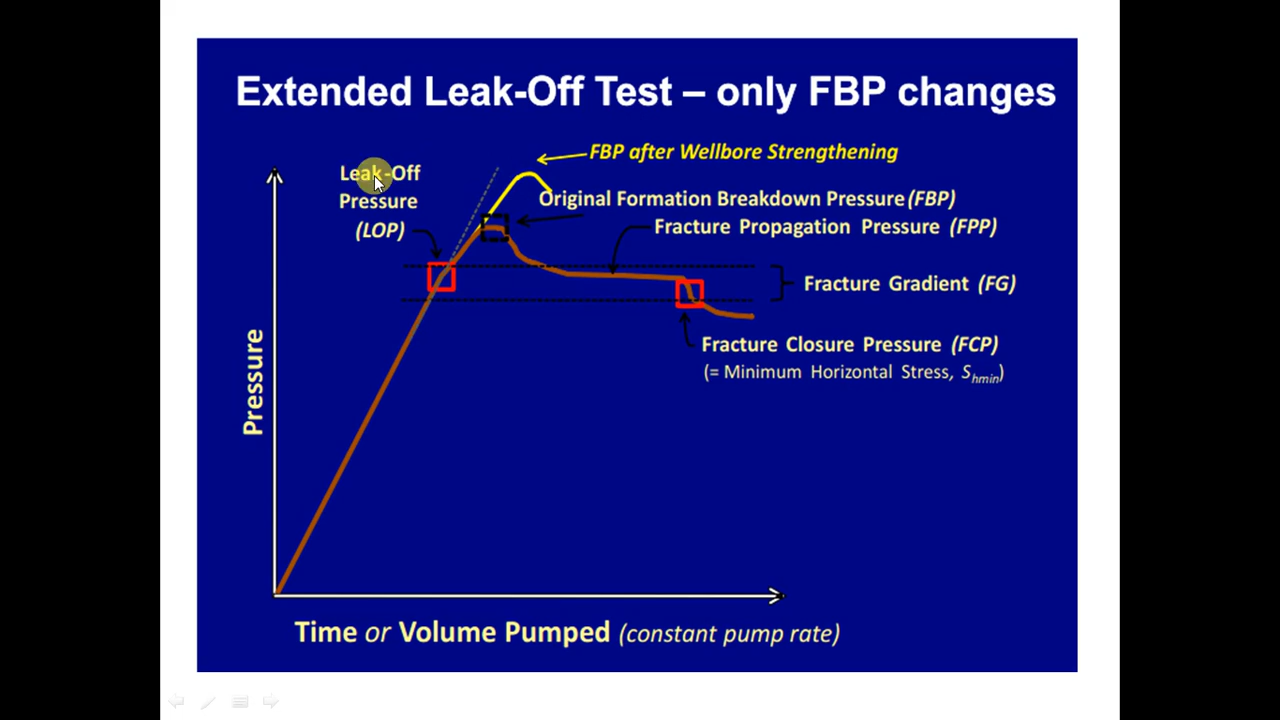 Extended Leak-Off Test – only FBP changes
FBP after Wellbore Strengthening
Leak-Off
Pressure
(LOP)
Original Formation Breakdown Pressure (FBP)
Fracture Propagation Pressure (FPP)
Fracture Gradient (FG)
Fracture Closure Pressure (FCP)
(= Minimum Horizontal Stress, Shmin)
Pressure
Time or Volume Pumped (constant pump rate)